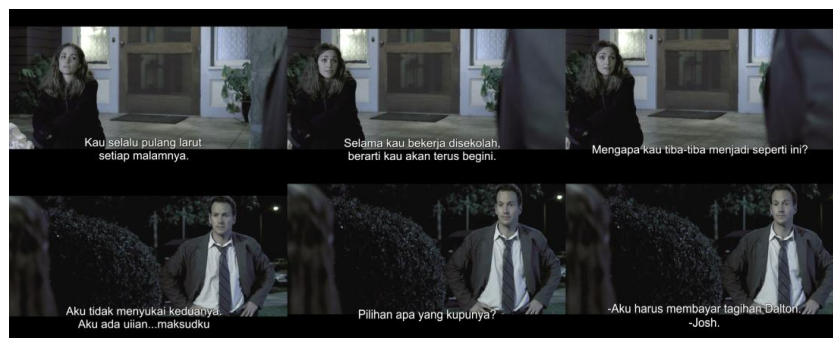 Kau selalu pulang larut
setiap malamnya.
Selama kau bekerja disekolah,
berarti kau akan terus begini.
Mengapa kau tiba-tiba menjadi seperti ini?
Aku tidak menyukai keduanya.
Aku ada uiian...maksudku
Pilihan apa yang kupunya?
-Aku harus membayar tagihan Dalton.
-Josh.